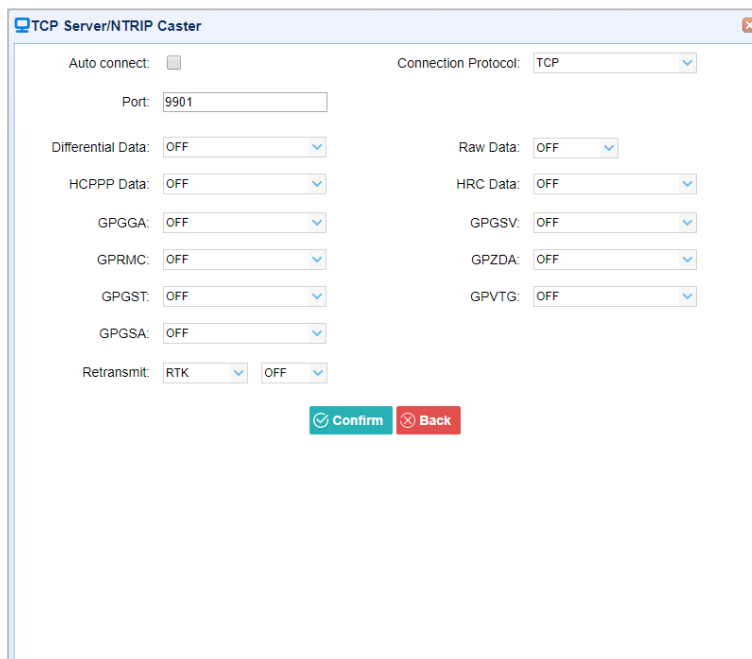 TCP Server/NTRIP Caster
Auto connect: Connection Protocol: TCP
Port: 9901
Differential Data: OFF Raw Data: OFF
HCPPP Data: OFF HRC Data: OFF
GPGGA: OFF GPGSV: OFF
GPRMC: OFF GPZDA: OFF
GPGST: OFF GPVTG: OFF
GPGSA: OFF
Retransmit: RTK OFF
Confirm Back